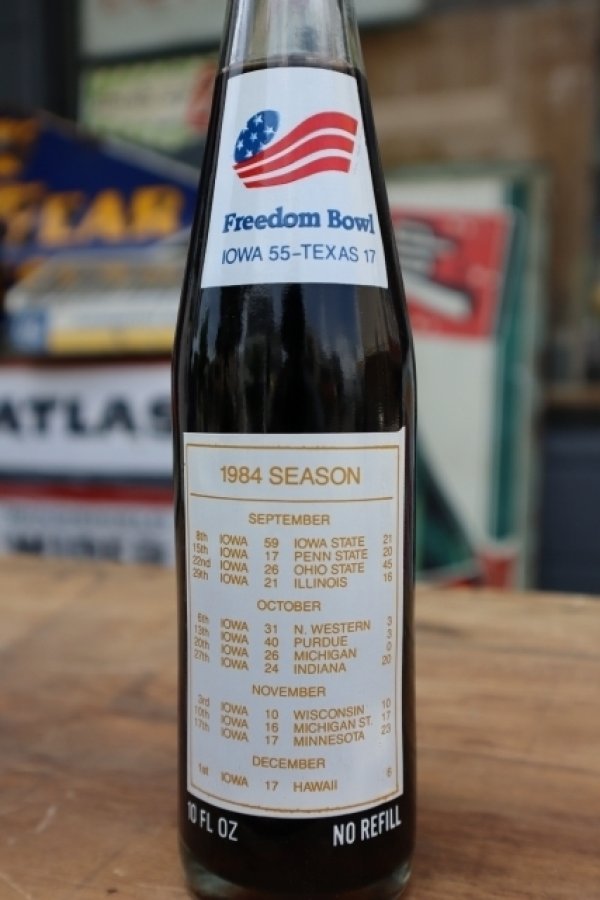 Freedom Bowl
IOWA 55-TEXAS 17
ATLAS
1984 SEASON
SEPTEMBER
8th IOWA 59 IOWA STATE 21
15th IOWA 17 PENN STATE 20
22nd IOWA 26 OHIO STATE 45
29th IOWA 21 ILLINOIS 16
OCTOBER
6th IOWA 31 N. WESTERN 3
13th IOWA 40 PURDUE 3
20th IOWA 26 MICHIGAN 0
27th IOWA 24 INDIANA 20
NOVEMBER
3rd IOWA 10 WISCONSIN 10
10th IOWA 16 MICHIGAN ST. 17
17th IOWA 17 MINNESOTA 23
DECEMBER
1st IOWA 17 HAWAII 6
10 FL OZ
NO REFILL